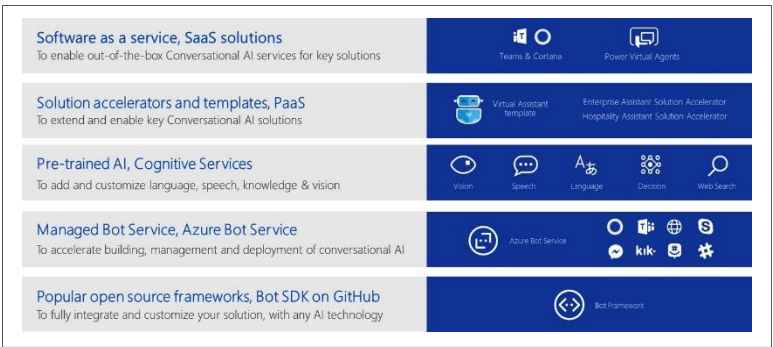 Software as a service, SaaS solutions
To enable out-of-the-box Conversational AI services for key solutions
Teams & Cortana
Power Virtual Agents
Solution accelerators and templates, PaaS
To extend and enable key Conversational AI solutions
Virtual Assistant
template
Enterprise Assistant Solution Accelerator
Hospitality Assistant Solution Accelerator
Pre-trained AI, Cognitive Services
To add and customize language, speech, knowledge & vision
Vision
Speech
Language
Decision
Web Search
Managed Bot Service, Azure Bot Service
To accelerate building, management and deployment of conversational AI
Azure Bot Service
kik·
Popular open source frameworks, Bot SDK on GitHub
To fully integrate and customize your solution, with any AI technology
Bot Framework